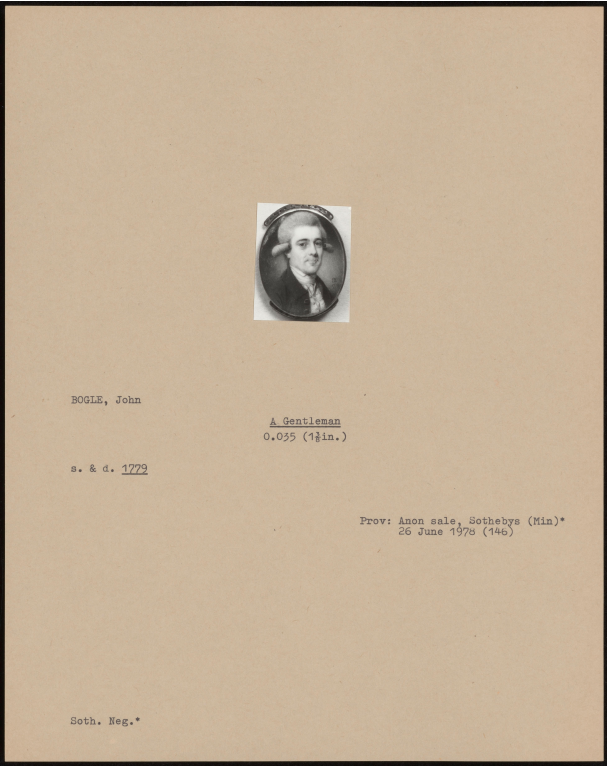 BOGLE, John
A Gentleman
0.035 (1⅜in.)
s. & d. 1779
Prov: Anon sale, Sothebys (Min)*
26 June 1978 (146)
Soth. Neg.*